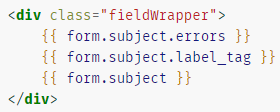 <div class="fieldWrapper">
    {{ form.subject.errors }}
    {{ form.subject.label_tag }}
    {{ form.subject }}
</div>